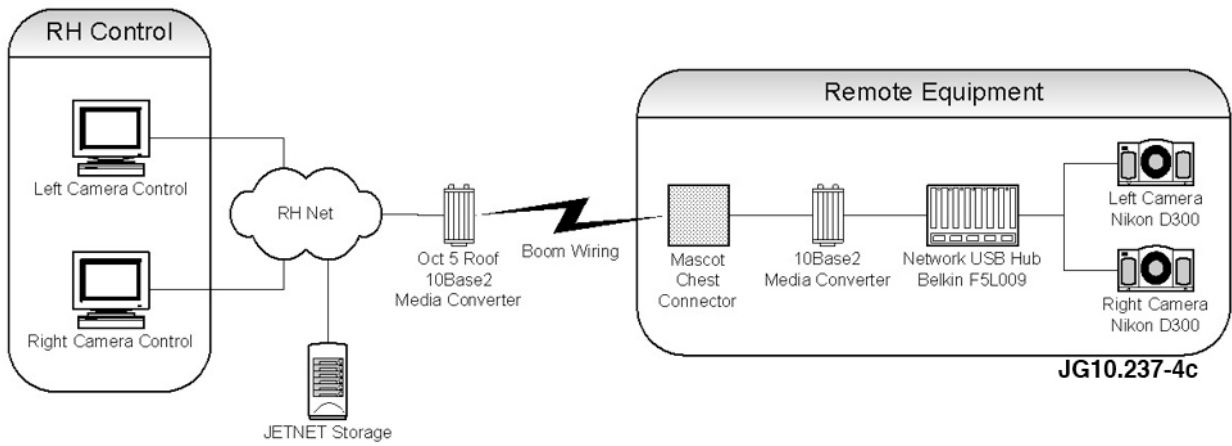 RH Control
Left Camera Control
Right Camera Control
RH Net
JETNET Storage
Oct 5 Roof
10Base2
Media Converter
Boom Wiring
Remote Equipment
Mascot
Chest
Connector
10Base2
Media Converter
Network USB Hub
Belkin F5L009
Left Camera
Nikon D300
Right Camera
Nikon D300
JG10.237-4c